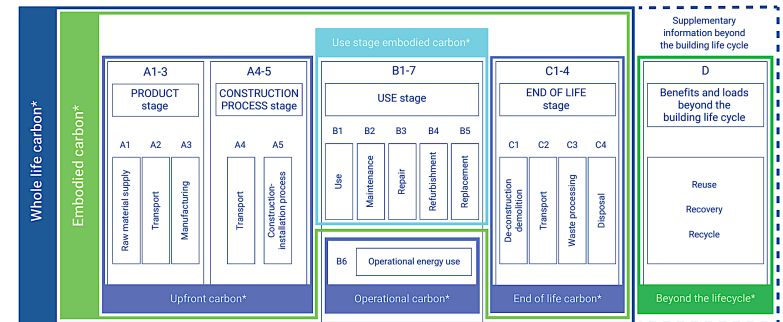 Whole life carbon*
Embodied carbon*
Use stage embodied carbon*
Supplementary
information beyond
the building life cycle
A1-3
PRODUCT
stage
A4-5
CONSTRUCTION
PROCESS stage
B1-7
USE stage
C1-4
END OF LIFE
stage
D
Benefits and loads
beyond the
building life cycle
A1
A2
A3
Raw material supply
Transport
Manufacturing
A4
A5
Transport
Construction-
installation process
B1
B2
B3
B4
B5
Use
Maintenance
Repair
Refurbishment
Replacement
C1
C2
C3
C4
De-construction
demolition
Transport
Waste processing
Disposal
Reuse
Recovery
Recycle
B6
Operational energy use
Upfront carbon*
Operational carbon*
End of life carbon*
Beyond the lifecycle*